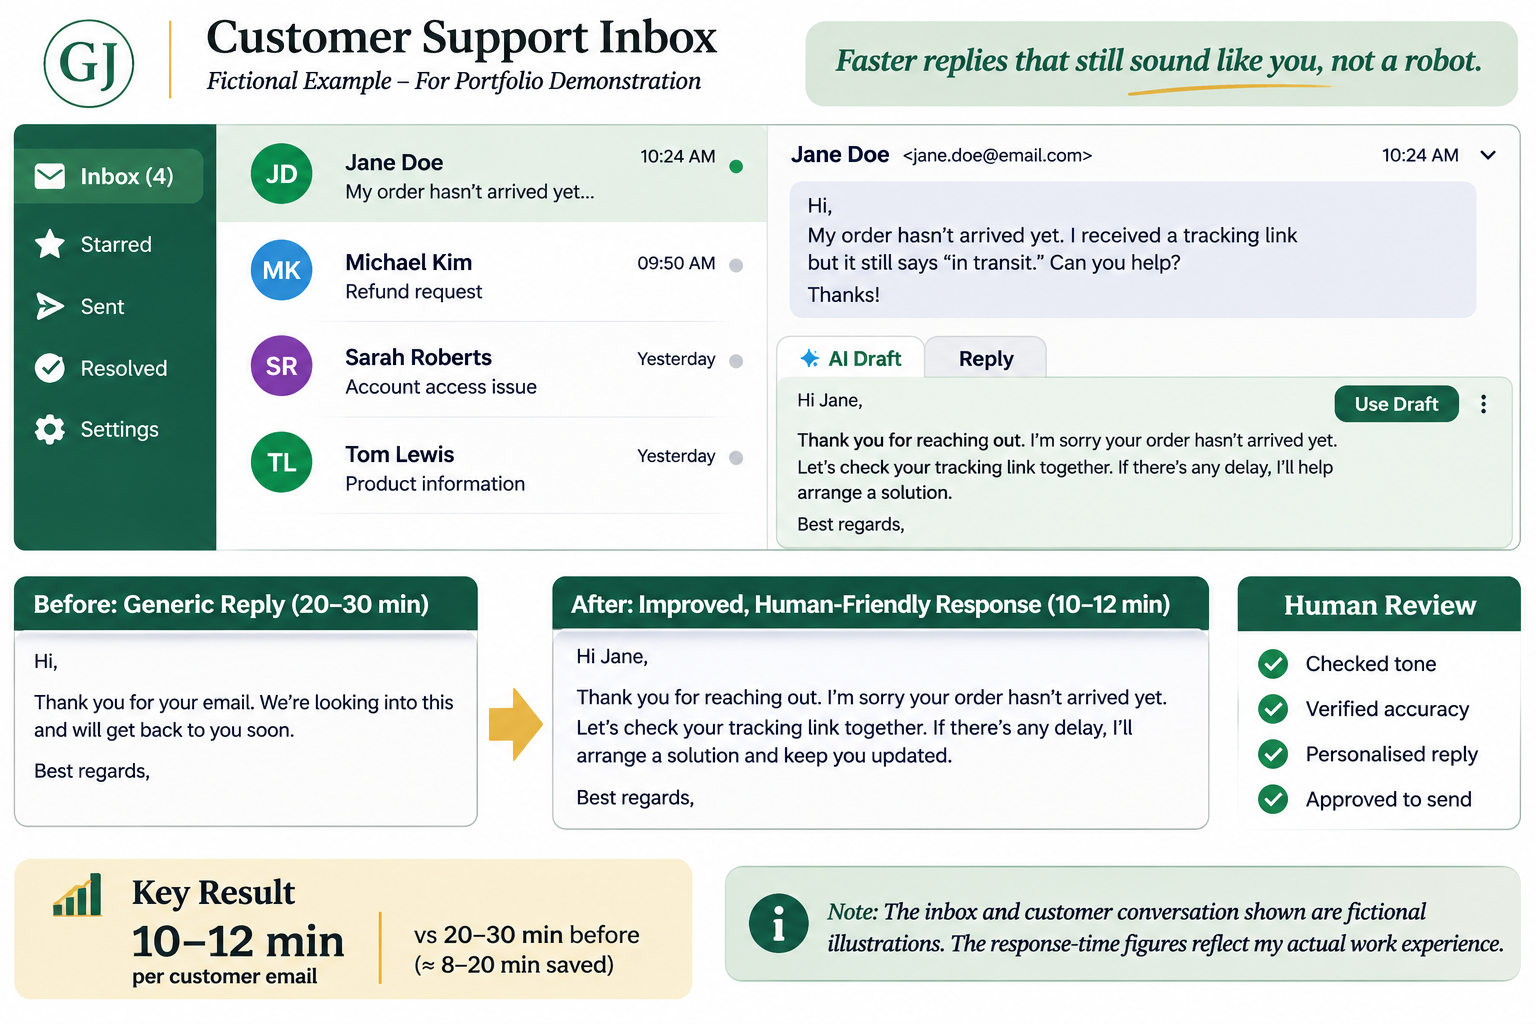 GJ
Customer Support Inbox
Fictional Example – For Portfolio Demonstration
Faster replies that still sound like you, not a robot.
Inbox (4)
Starred
Sent
Resolved
Settings
JD
Jane Doe
10:24 AM
My order hasn't arrived yet...
MK
Michael Kim
09:50 AM
Refund request
SR
Sarah Roberts
Yesterday
Account access issue
TL
Tom Lewis
Yesterday
Product information
Jane Doe <jane.doe@email.com>
10:24 AM
Hi,
My order hasn't arrived yet. I received a tracking link
but it still says “in transit.” Can you help?
Thanks!
AI Draft
Reply
Hi Jane,
Use Draft
Thank you for reaching out. I'm sorry your order hasn't arrived yet.
Let's check your tracking link together. If there's any delay, I'll help
arrange a solution.
Best regards,
Before: Generic Reply (20–30 min)
Hi,
Thank you for your email. We're looking into this
and will get back to you soon.
Best regards,
After: Improved, Human-Friendly Response (10–12 min)
Hi Jane,
Thank you for reaching out. I'm sorry your order hasn't arrived yet.
Let's check your tracking link together. If there's any delay, I'll
arrange a solution and keep you updated.
Best regards,
Human Review
Checked tone
Verified accuracy
Personalised reply
Approved to send
Key Result
10–12 min
per customer email
vs 20–30 min before
(≈ 8–20 min saved)
Note: The inbox and customer conversation shown are fictional
illustrations. The response-time figures reflect my actual work experience.